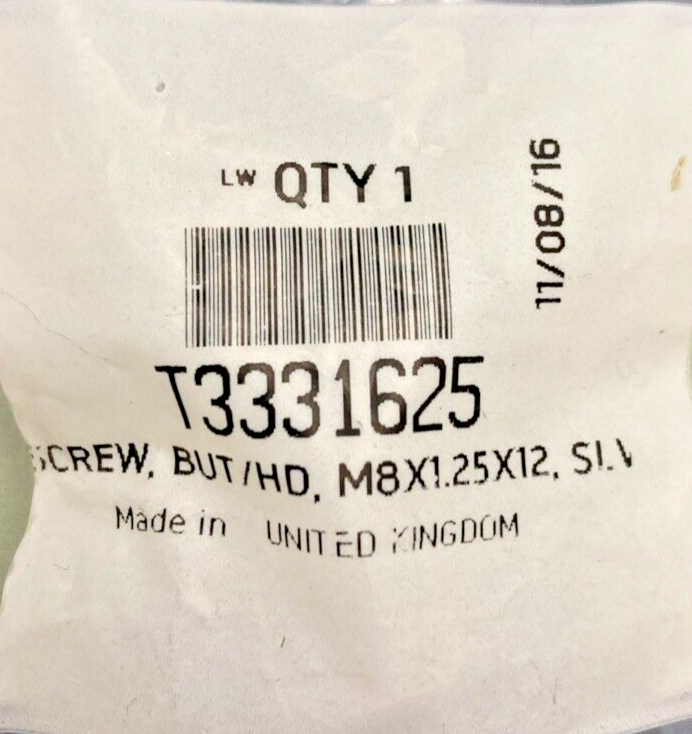 LW QTY 1
11/08/16
T3331625
SCREW, BUT/HD, M8X1.25X12, SLV
Made in UNITED KINGDOM